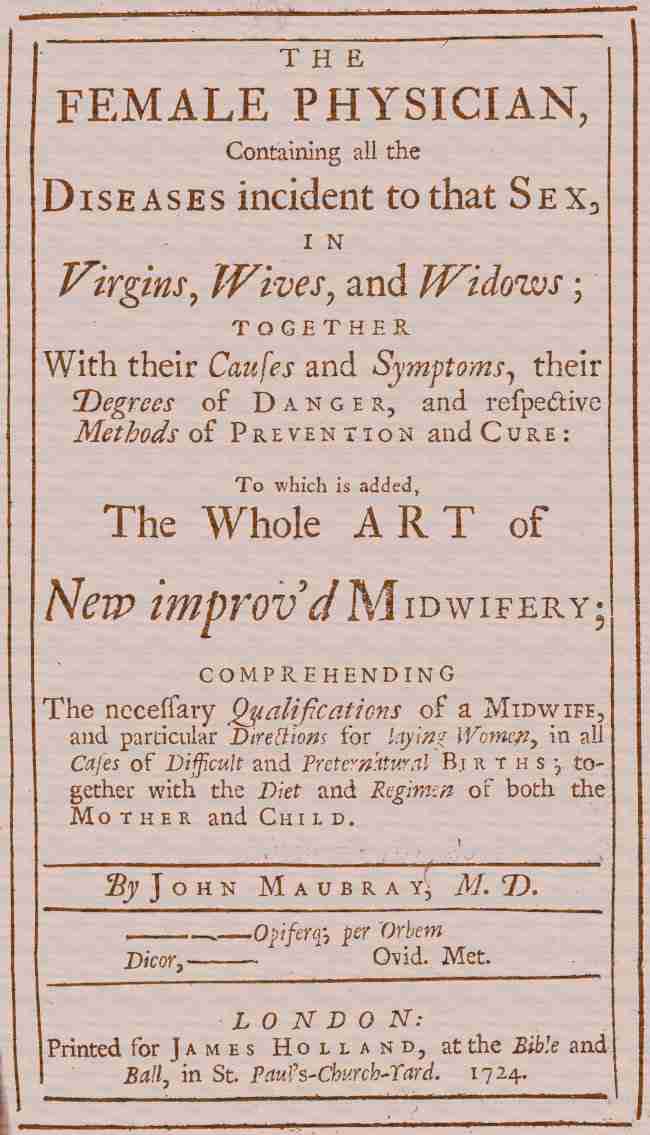 THE
FEMALE PHYSICIAN,
Containing all the
DISEASES incident to that SEX,
IN
Virgins, Wives, and Widows;
TOGETHER
With their Cauſes and Symptoms, their
Degrees of DANGER, and reſpective
Methods of PREVENTION and CURE:
To which is added,
The Whole ART of
New improv'd MIDWIFERY;
COMPREHENDING
The neceſſary Qualifications of a MIDWIFE,
and particular Directions for laying Women, in all
Caſes of Difficult and Preternatural BIRTHS; to-
gether with the Diet and Regimen of both the
MOTHER and CHILD.
By JOHN MAUBRAY, M. D.
———Opiferq; per Orbem
Dicor,—— Ovid. Met.
LONDON:
Printed for JAMES HOLLAND, at the Bible and
Ball, in St. Paul's-Church-Yard. 1724.